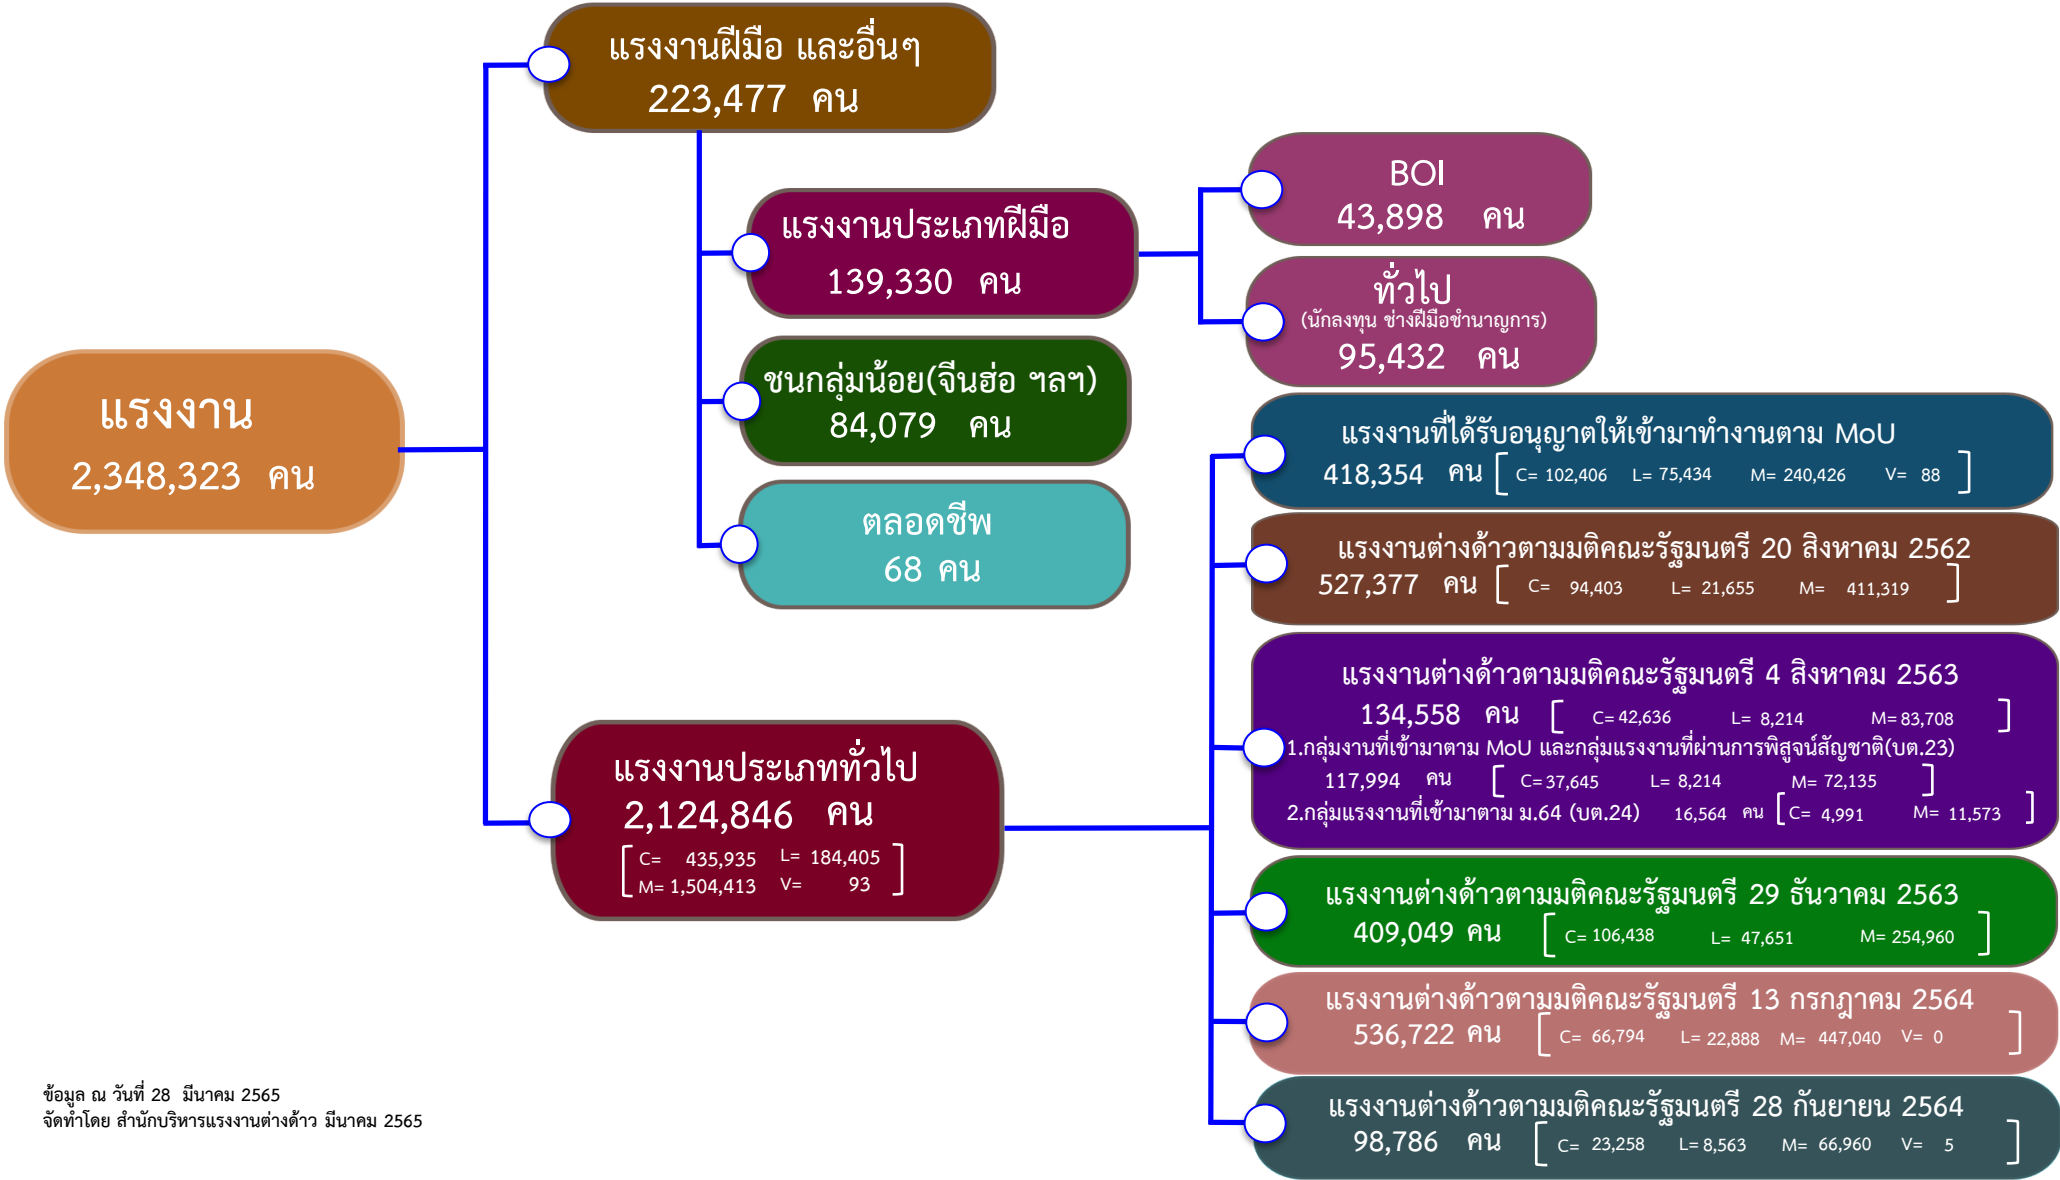 แรงงาน
2,348,323 คน
แรงงานฝีมือ และอื่นๆ
223,477 คน
แรงงานประเภทฝีมือ
139,330 คน
BOI
43,898 คน
ทั่วไป
(นักลงทุน ช่างฝีมือชำนาญการ)
95,432 คน
ชนกลุ่มน้อย(จีนฮ่อ ฯลฯ)
84,079 คน
ตลอดชีพ
68 คน
แรงงานประเภททั่วไป
2,124,846 คน
[ C= 435,935 L= 184,405
M= 1,504,413 V= 93 ]
แรงงานที่ได้รับอนุญาตให้เข้ามาทำงานตาม MoU
418,354 คน [ C= 102,406 L= 75,434 M= 240,426 V= 88 ]
แรงงานต่างด้าวตามมติคณะรัฐมนตรี 20 สิงหาคม 2562
527,377 คน [ C= 94,403 L= 21,655 M= 411,319 ]
แรงงานต่างด้าวตามมติคณะรัฐมนตรี 4 สิงหาคม 2563
134,558 คน [ C= 42,636 L= 8,214 M= 83,708 ]
1.กลุ่มงานที่เข้ามาตาม MoU และกลุ่มแรงงานที่ผ่านการพิสูจน์สัญชาติ(บต.23)
117,994 คน [ C= 37,645 L= 8,214 M= 72,135 ]
2.กลุ่มแรงงานที่เข้ามาตาม ม.64 (บต.24) 16,564 คน [ C= 4,991 M= 11,573 ]
แรงงานต่างด้าวตามมติคณะรัฐมนตรี 29 ธันวาคม 2563
409,049 คน [ C= 106,438 L= 47,651 M= 254,960 ]
แรงงานต่างด้าวตามมติคณะรัฐมนตรี 13 กรกฎาคม 2564
536,722 คน [ C= 66,794 L= 22,888 M= 447,040 V= 0 ]
แรงงานต่างด้าวตามมติคณะรัฐมนตรี 28 กันยายน 2564
98,786 คน [ C= 23,258 L= 8,563 M= 66,960 V= 5 ]
ข้อมูล ณ วันที่ 28 มีนาคม 2565
จัดทำโดย สำนักบริหารแรงงานต่างด้าว มีนาคม 2565